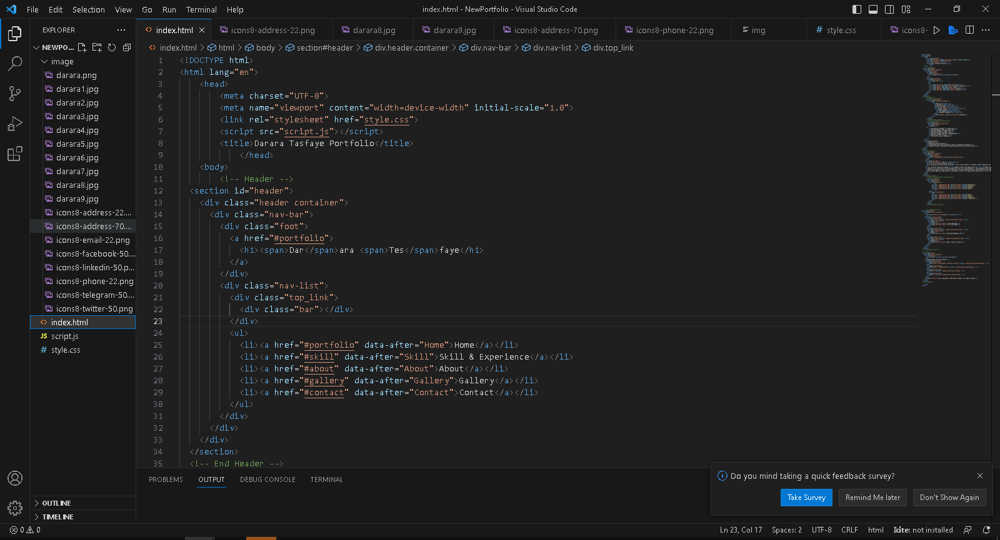 File Edit Selection View Go Run Terminal Help
index.html - NewPortfolio - Visual Studio Code
EXPLORER
index.html
icons8-address-22.png
darara8.jpg
darara9.jpg
icons8-address-70.png
icons8-phone-22.png
img
style.css
icons8-
NEWPO...
index.html > html > body > section#header > div.header.container > div.nav-bar > div.nav-list > div.top_link
image
darara.png
darara1.jpg
darara2.jpg
darara3.jpg
darara4.jpg
darara5.jpg
darara6.jpg
darara7.jpg
darara8.jpg
darara9.jpg
icons8-address-22....
icons8-address-70....
icons8-email-22.png
icons8-facebook-50....
icons8-linkedin-50.p...
icons8-phone-22.png
icons8-telegram-50....
icons8-twitter-50.png
index.html
JS script.js
# style.css
OUTLINE
TIMELINE
1 <!DOCTYPE html>
2 <html lang="en">
3 <head>
4 <meta charset="UTF-8">
5 <meta name="viewport" content="width=device-width" initial-scale="1.0">
6 <link rel="stylesheet" href="style.css">
7 <script src="script.js"></script>
8 <title>Darara Tasfaye Portfolio</title>
9 </head>
10 <body>
11 <!-- Header -->
12 <section id="header">
13 <div class="header container">
14 <div class="nav-bar">
15 <div class="foot">
16 <a href="#portfolio">
17 <h1><span>Dar</span>ara <span>Tes</span>faye</h1>
18 </a>
19 </div>
20 <div class="nav-list">
21 <div class="top_link">
22 <div class="bar"></div>
23 </div>
24 <ul>
25 <li><a href="#portfolio" data-after="Home">Home</a></li>
26 <li><a href="#skill" data-after="Skill">Skill & Experience</a></li>
27 <li><a href="#about" data-after="About">About</a></li>
28 <li><a href="#gallery" data-after="Gallery">Gallery</a></li>
29 <li><a href="#contact" data-after="Contact">Contact</a></li>
30 </ul>
31 </div>
32 </div>
33 </div>
34 </section>
35 <!-- End Header -->
PROBLEMS OUTPUT DEBUG CONSOLE TERMINAL
Do you mind taking a quick feedback survey?
Take Survey Remind Me later Don't Show Again
0 0
Ln 23, Col 17 Spaces: 2 UTF-8 CRLF html kite: not installed